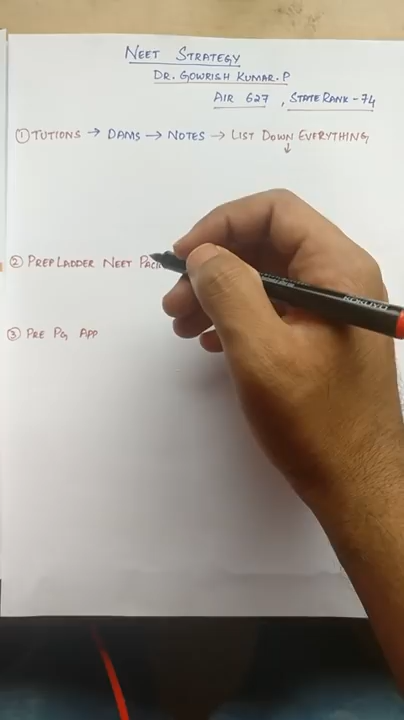 NEET STRATEGY
DR. GOWRISH KUMAR.P
AIR 627 , STATE RANK - 74
① TUTIONS → DAMS → NOTES → LIST DOWN EVERYTHING
↓
② PREPLADDER NEET
③ PRE PG APP
KOKUYO